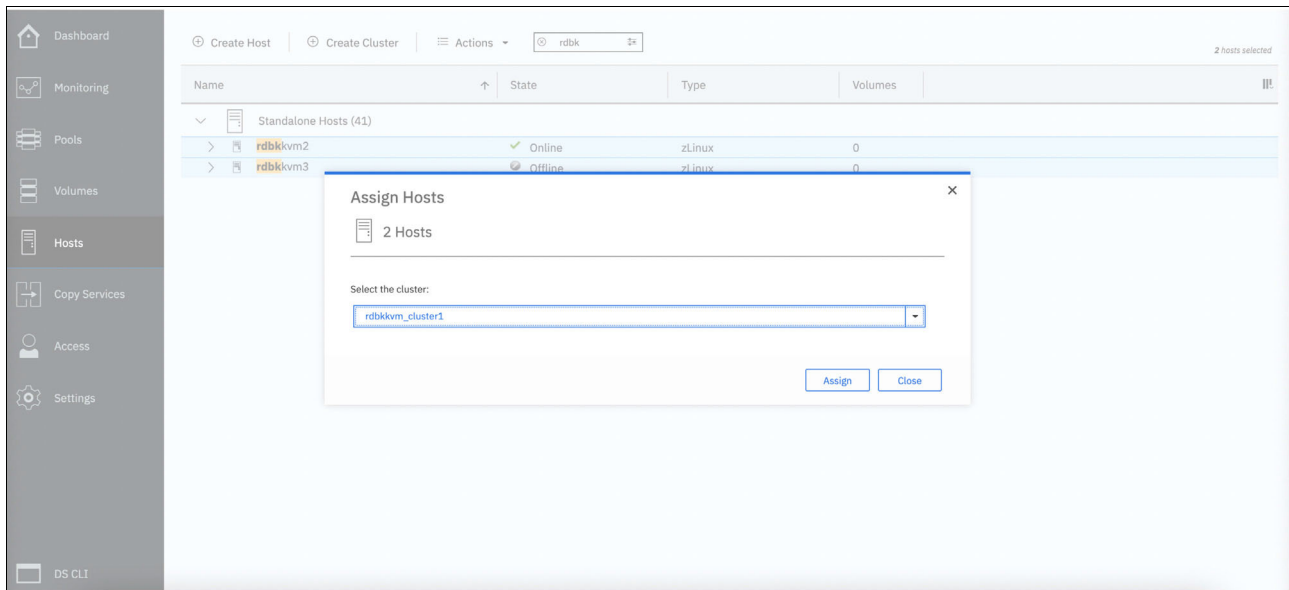 Dashboard
Monitoring
Pools
Volumes
Hosts
Copy Services
Access
Settings
DS CLI
Create Host
Create Cluster
Actions
rdbk
2 hosts selected
Name State Type Volumes
Standalone Hosts (41)
rdbkkvm2 Online zLinux 0
rdbkkvm3 Offline zLinux 0
Assign Hosts
2 Hosts
Select the cluster:
rdbkkvm_cluster1
Assign Close